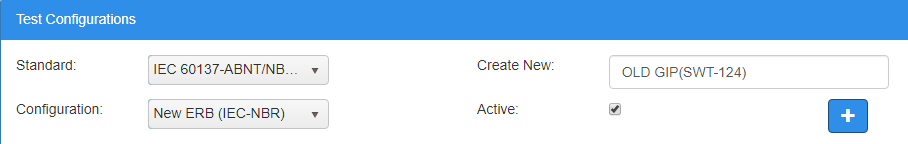 Test Configurations
Standard: IEC 60137-ABNT/NB... Create New: OLD GIP(SWT-124)
Configuration: New ERB (IEC-NBR) Active: